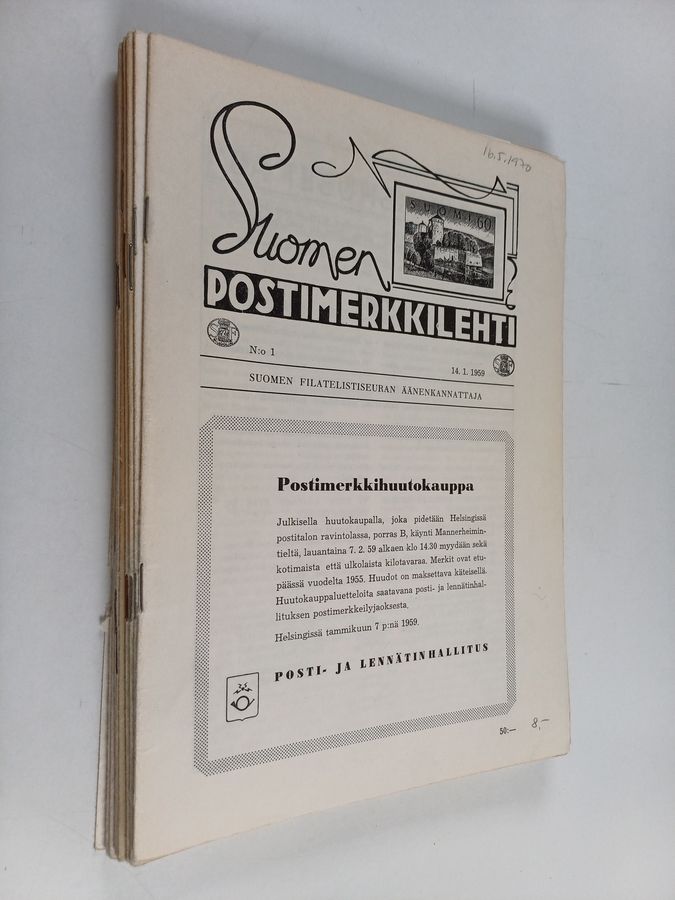 16.5.1970
SUOMI 60
Suomen
POSTIMERKKILEHTI
N:o 1
14. 1. 1959
SUOMEN FILATELISTISEURAN ÄÄNENKANNATTAJA
Postimerkkihuutokauppa
Julkisella huutokaupalla, joka pidetään Helsingissä
postitalon ravintolassa, porras B, käynti Mannerheimin-
tieltä, lauantaina 7. 2. 59 alkaen klo 14.30 myydään sekä
kotimaista että ulkolaista kilotavaraa. Merkit ovat etu-
päässä vuodelta 1955. Huudot on maksettava käteisellä.
Huutokauppaluetteloita saatavana posti- ja lennätinhal-
lituksen postimerkkeilyjaoksesta.
Helsingissä tammikuun 7 p:nä 1959.
POSTI- JA LENNÄTINHALLITUS
50:— 8,-